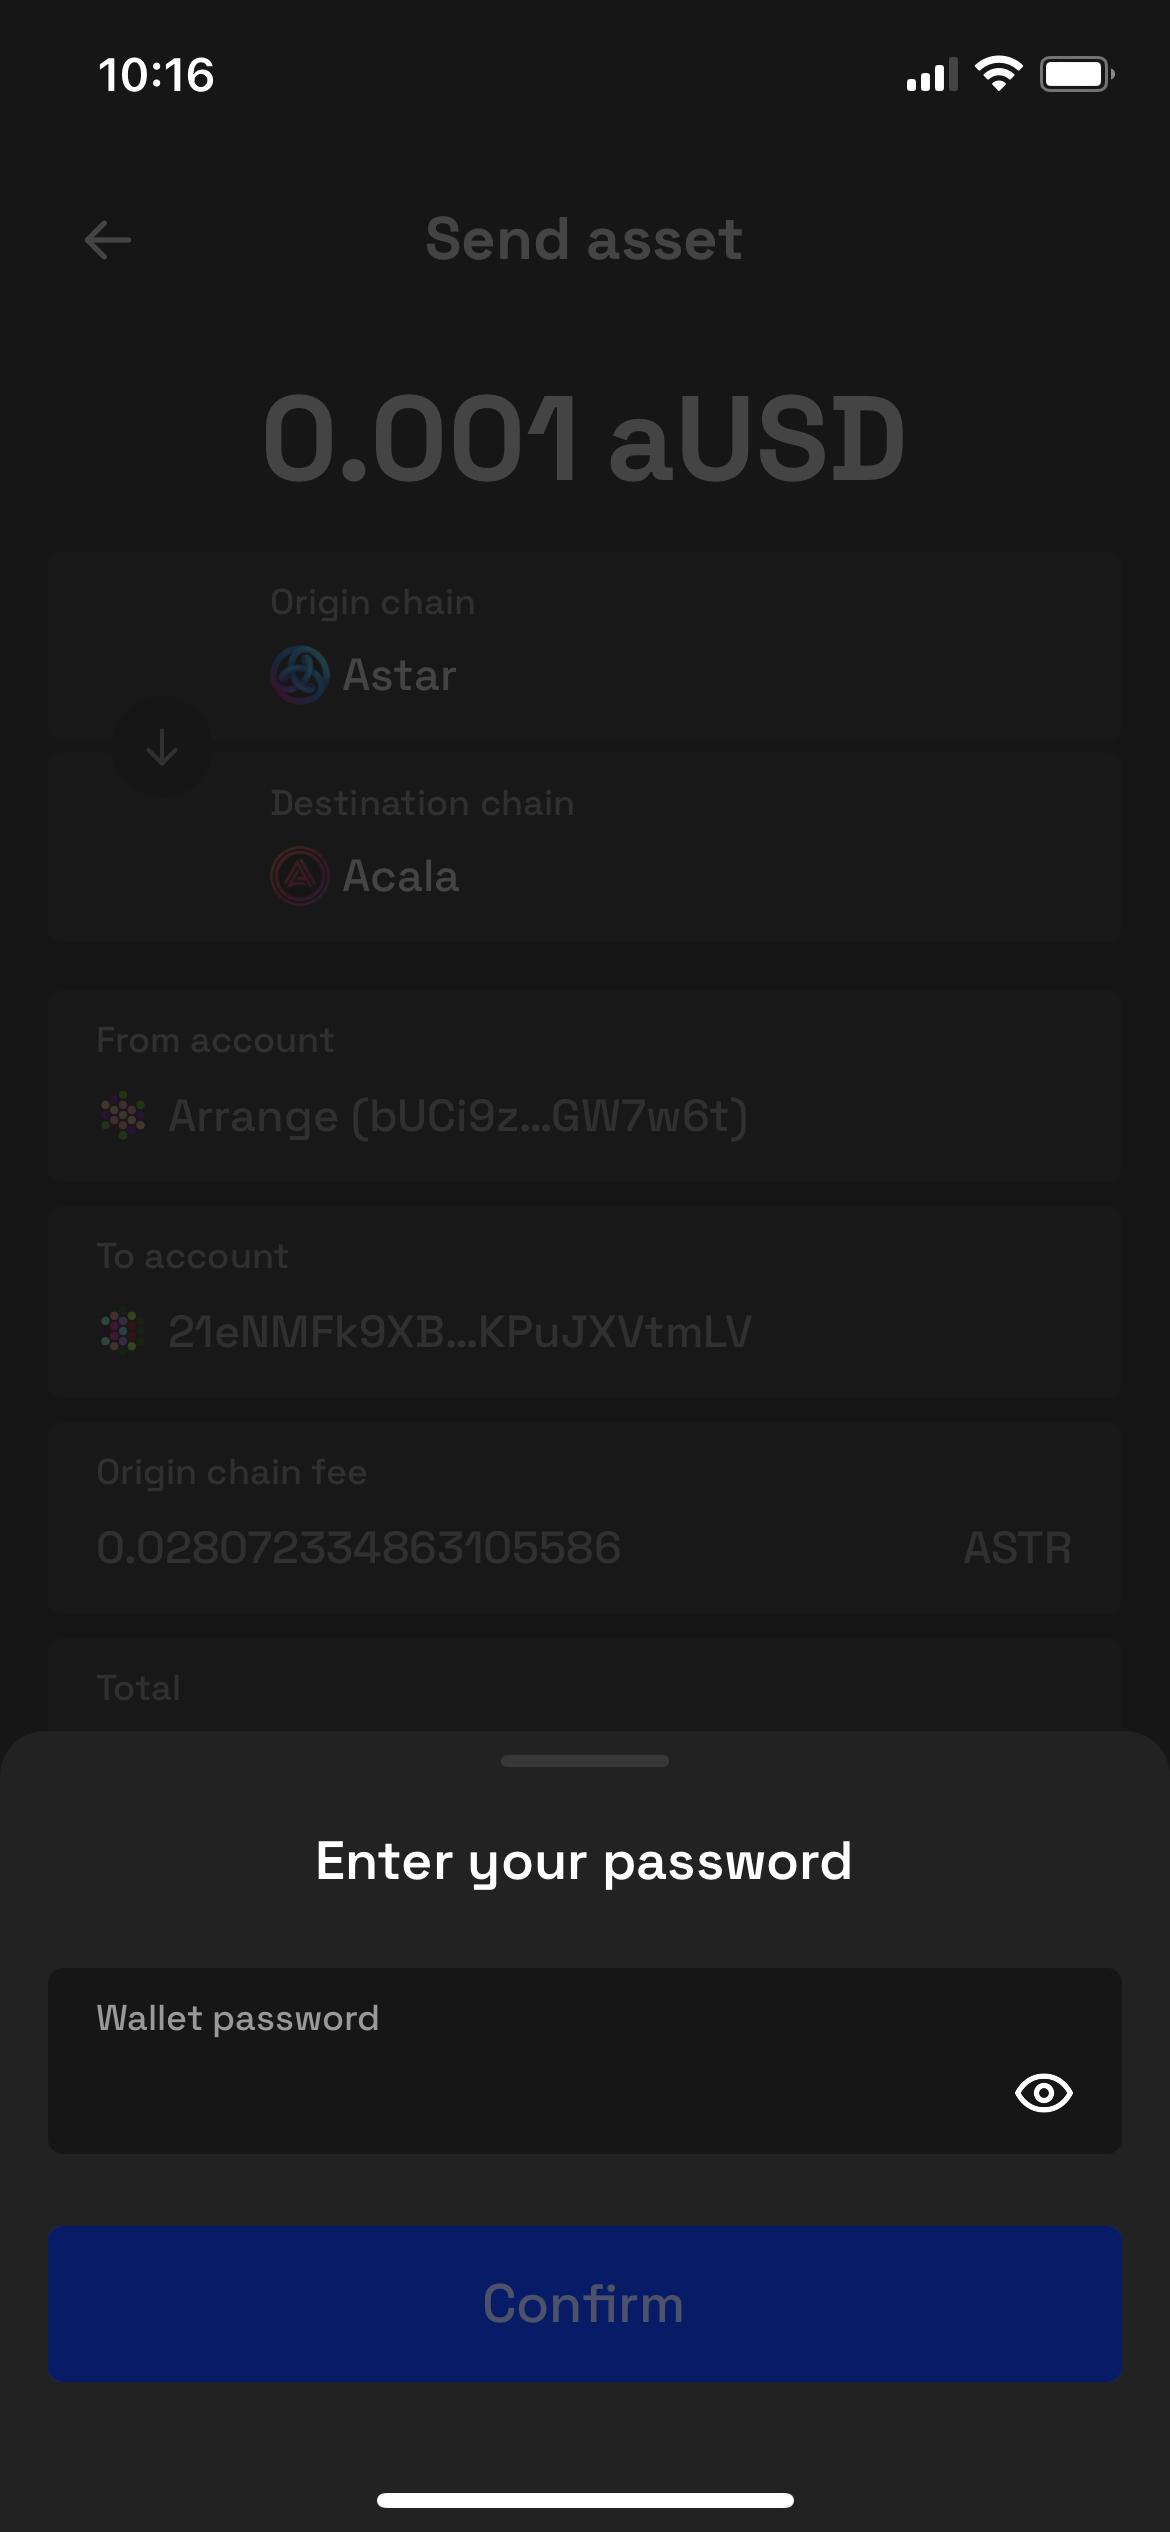 10:16
Send asset
0.001 aUSD
Origin chain
Astar
Destination chain
Acala
From account
Arrange (bUCi9z...GW7w6t)
To account
21eNMFk9XB...KPuJXVtmLV
Origin chain fee
0.028072334863105586 ASTR
Total
Enter your password
Wallet password
Confirm